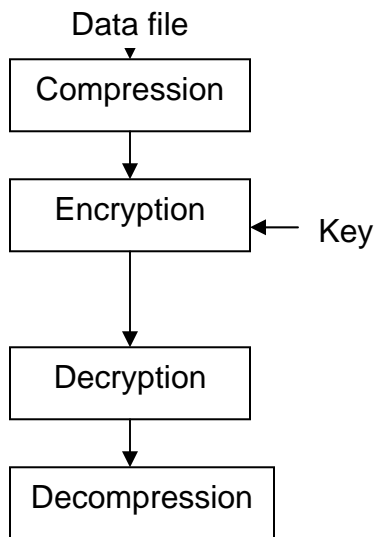 Data file
Compression
Encryption
Key
Decryption
Decompression